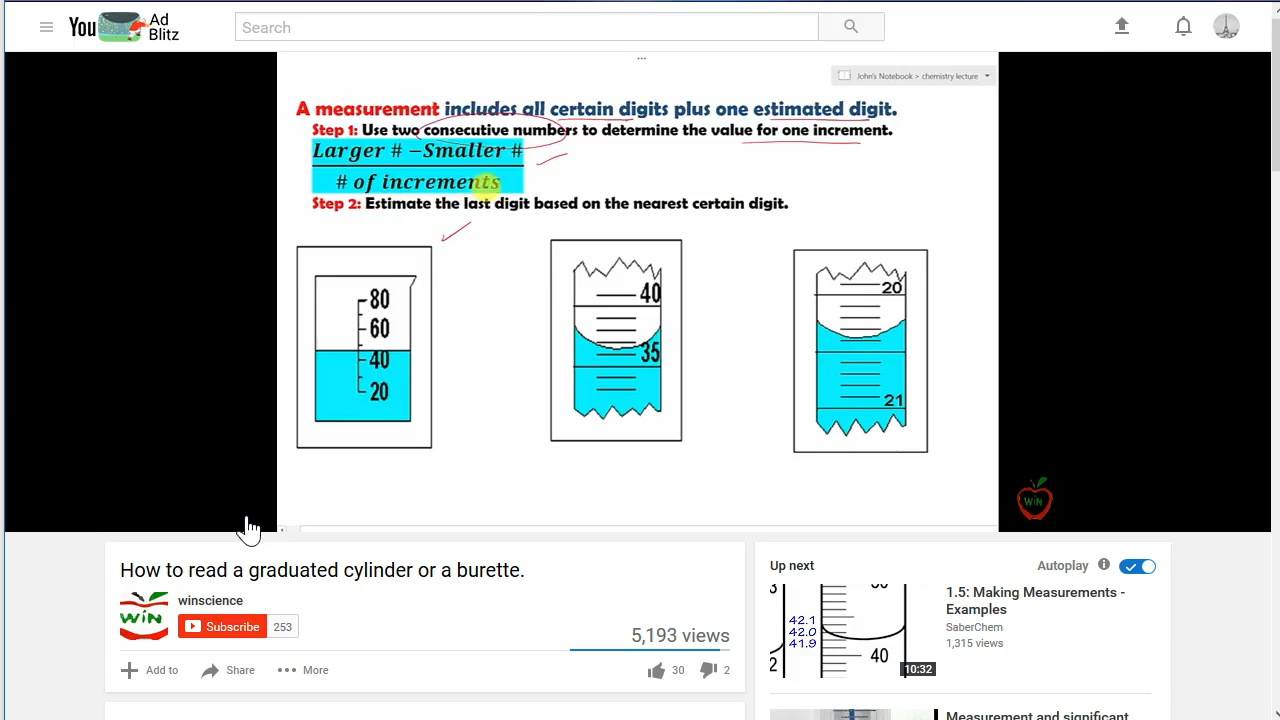 You Ad Blitz
Search
...
John's Notebook > chemistry lecture
A measurement includes all certain digits plus one estimated digit.
Step 1: Use two consecutive numbers to determine the value for one increment.
Larger # −Smaller #
# of increments
Step 2: Estimate the last digit based on the nearest certain digit.
80
60
40
20
40
35
20
21
WiN
How to read a graduated cylinder or a burette.
WiN
winscience
Subscribe 253
5,193 views
Add to Share More 30 2
Up next Autoplay
42.1
42.0
41.9
40
10:32
1.5: Making Measurements -
Examples
SaberChem
1,315 views
Measurement and significant